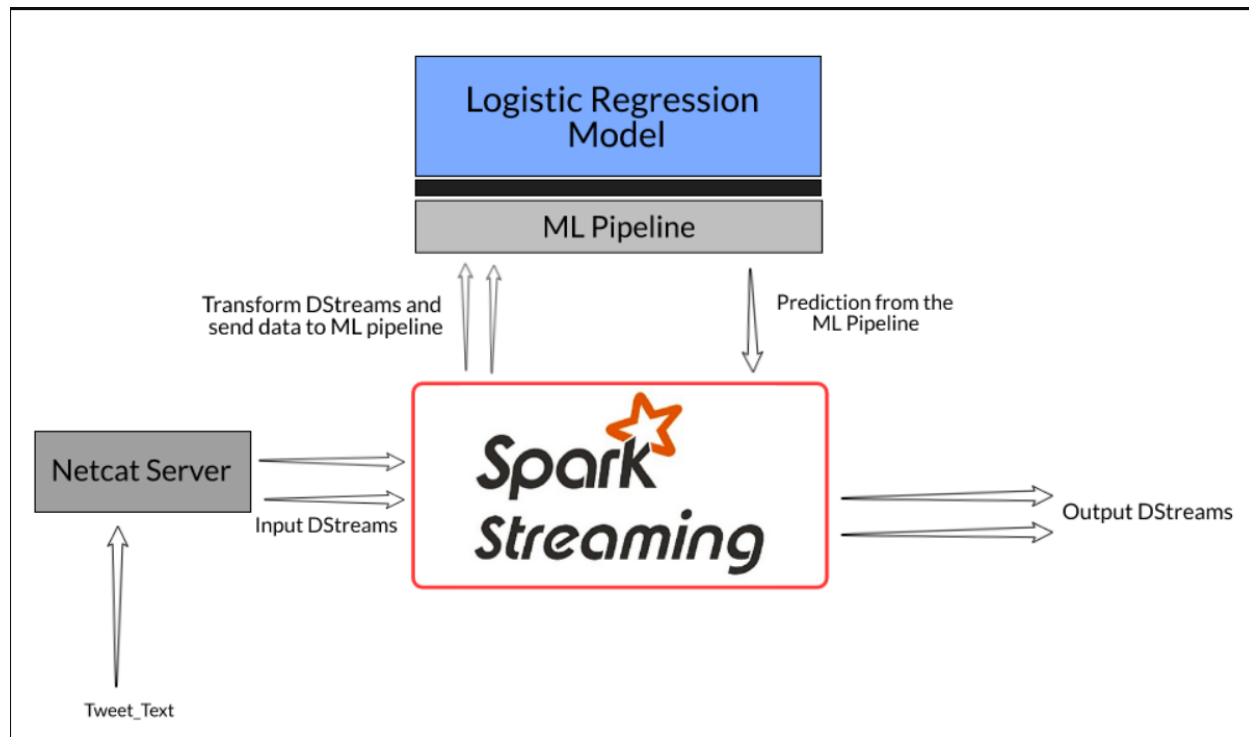 Logistic Regression
Model
ML Pipeline
Transform DStreams and
send data to ML pipeline
Prediction from the
ML Pipeline
Netcat Server
Input DStreams
Spark
Streaming
Output DStreams
Tweet_Text